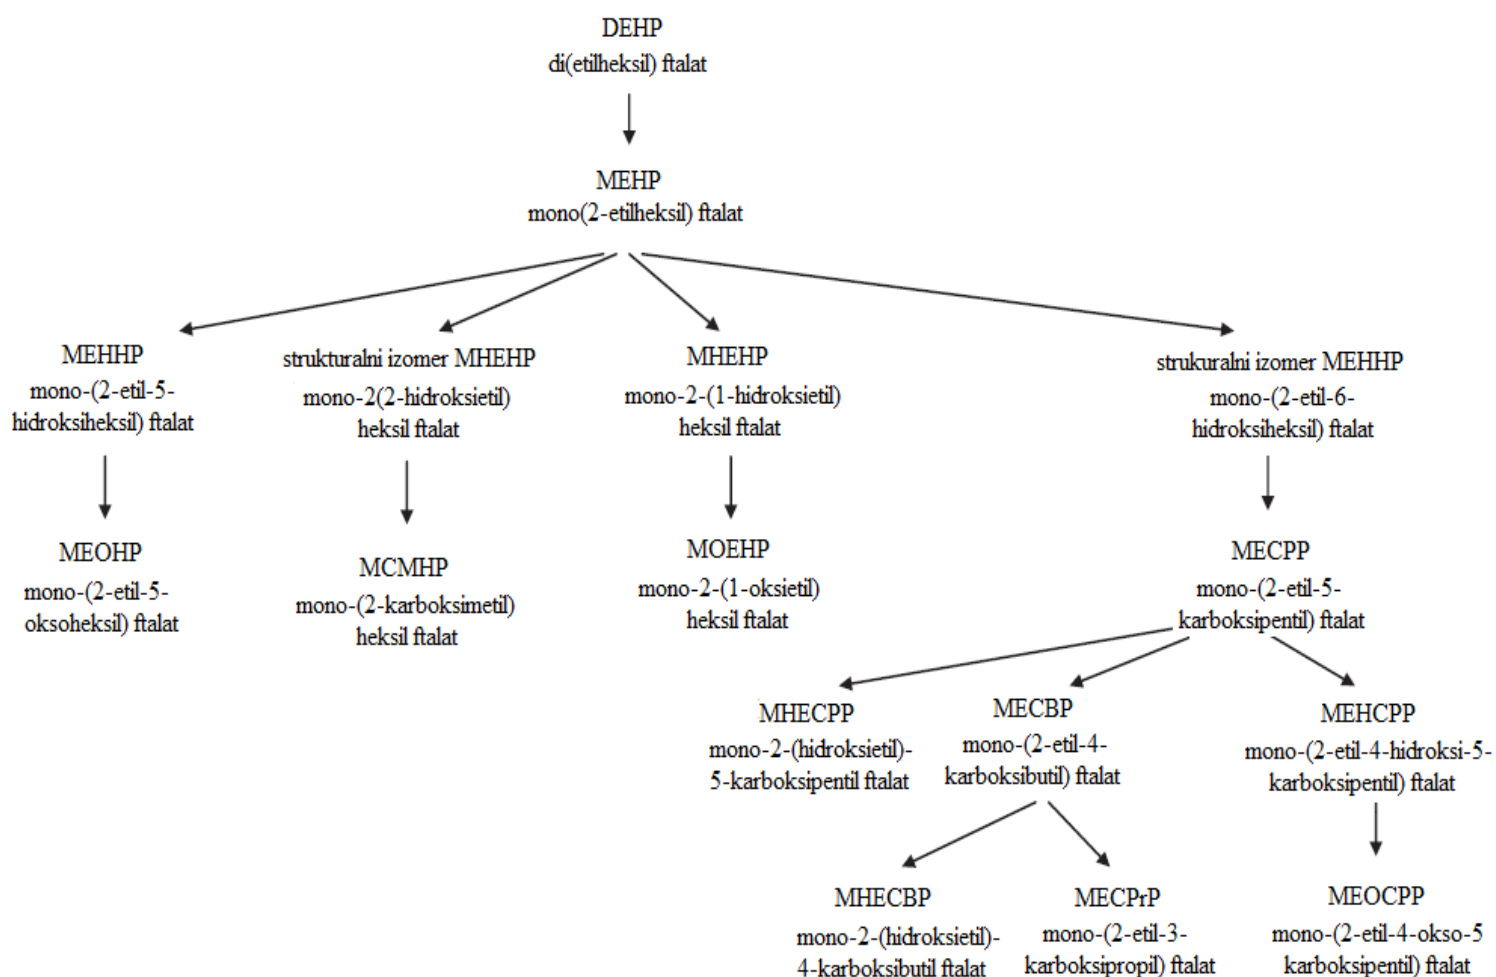 DEHP
di(etilheksil) ftalat
MEHP
mono(2-etilheksil) ftalat
MEHHP
mono-(2-etil-5-
hidroksiheksil) ftalat
strukturalni izomer MHEHP
mono-2(2-hidroksietil)
heksil ftalat
MHEHP
mono-2-(1-hidroksietil)
heksil ftalat
strukuralni izomer MEHHP
mono-(2-etil-6-
hidroksiheksil) ftalat
MEOHP
mono-(2-etil-5-
oksoheksil) ftalat
MCMHP
mono-(2-karboksimetil)
heksil ftalat
MOEHP
mono-2-(1-oksietil)
heksil ftalat
MECPP
mono-(2-etil-5-
karboksipentil) ftalat
MHECPP
mono-2-(hidroksietil)-
5-karboksipentil ftalat
MECBP
mono-(2-etil-4-
karboksibutil) ftalat
MEHCPP
mono-(2-etil-4-hidroksi-5-
karboksipentil) ftalat
MHECBP
mono-2-(hidroksietil)-
4-karboksibutil ftalat
MECPrP
mono-(2-etil-3-
karboksipropil) ftalat
MEOCPP
mono-(2-etil-4-okso-5
karboksipentil) ftalat